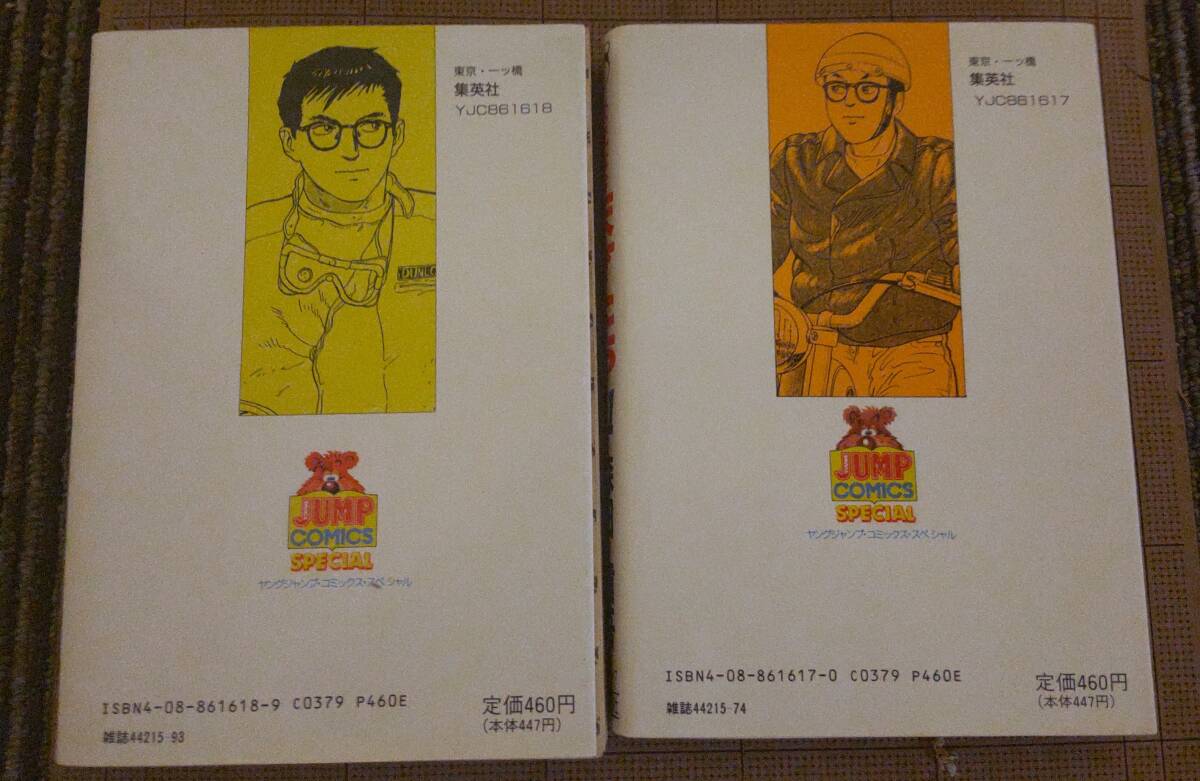 東京・一ッ橋
集英社
YJC861618
DUNLO
JUMP
COMICS
SPECIAL
ヤングジャンプ・コミックス・スペシャル
ISBN4-08-861618-9 C0379 P460E
定価460円
(本体447円)
雑誌44215-93
東京・一ッ橋
集英社
YJC861617
JUMP
COMICS
SPECIAL
ヤングジャンプ・コミックス・スペシャル
ISBN4-08-861617-0 C0379 P460E
定価460円
(本体447円)
雑誌44215-74